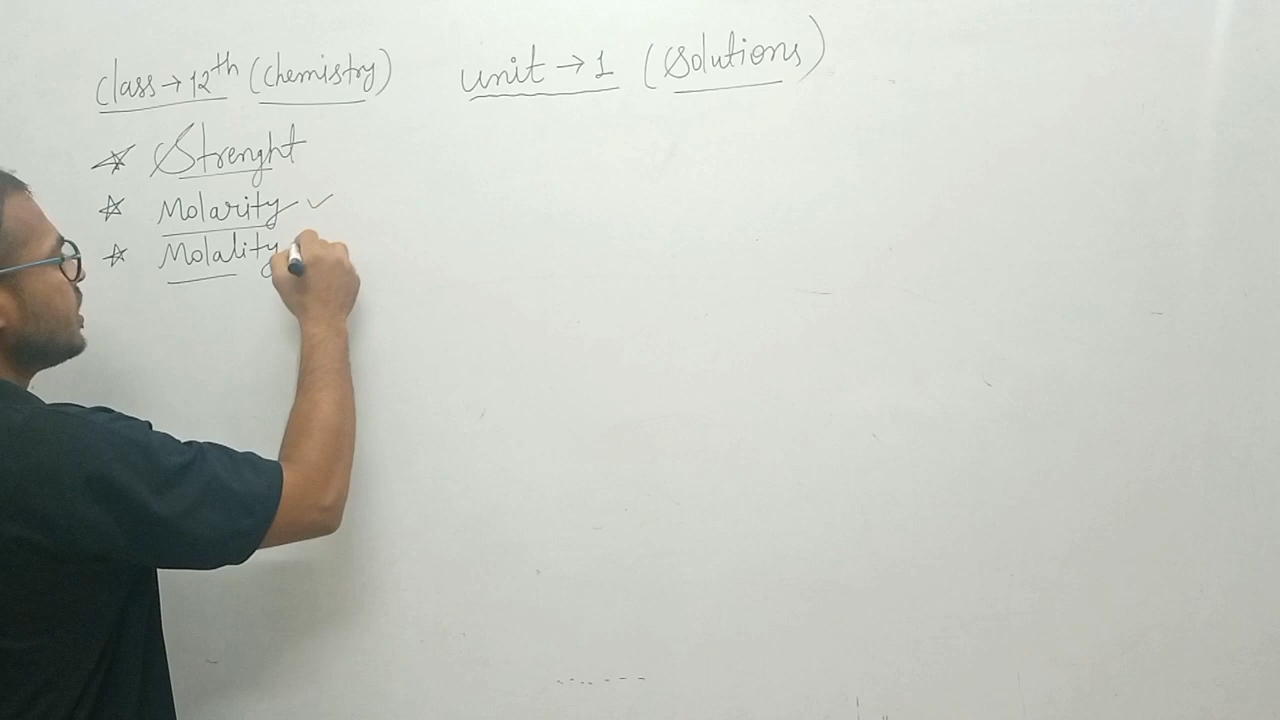 Class → 12th (Chemistry) Unit → 1 (Solutions)
☆ Strenght
☆ Molarity ✓
☆ Molality